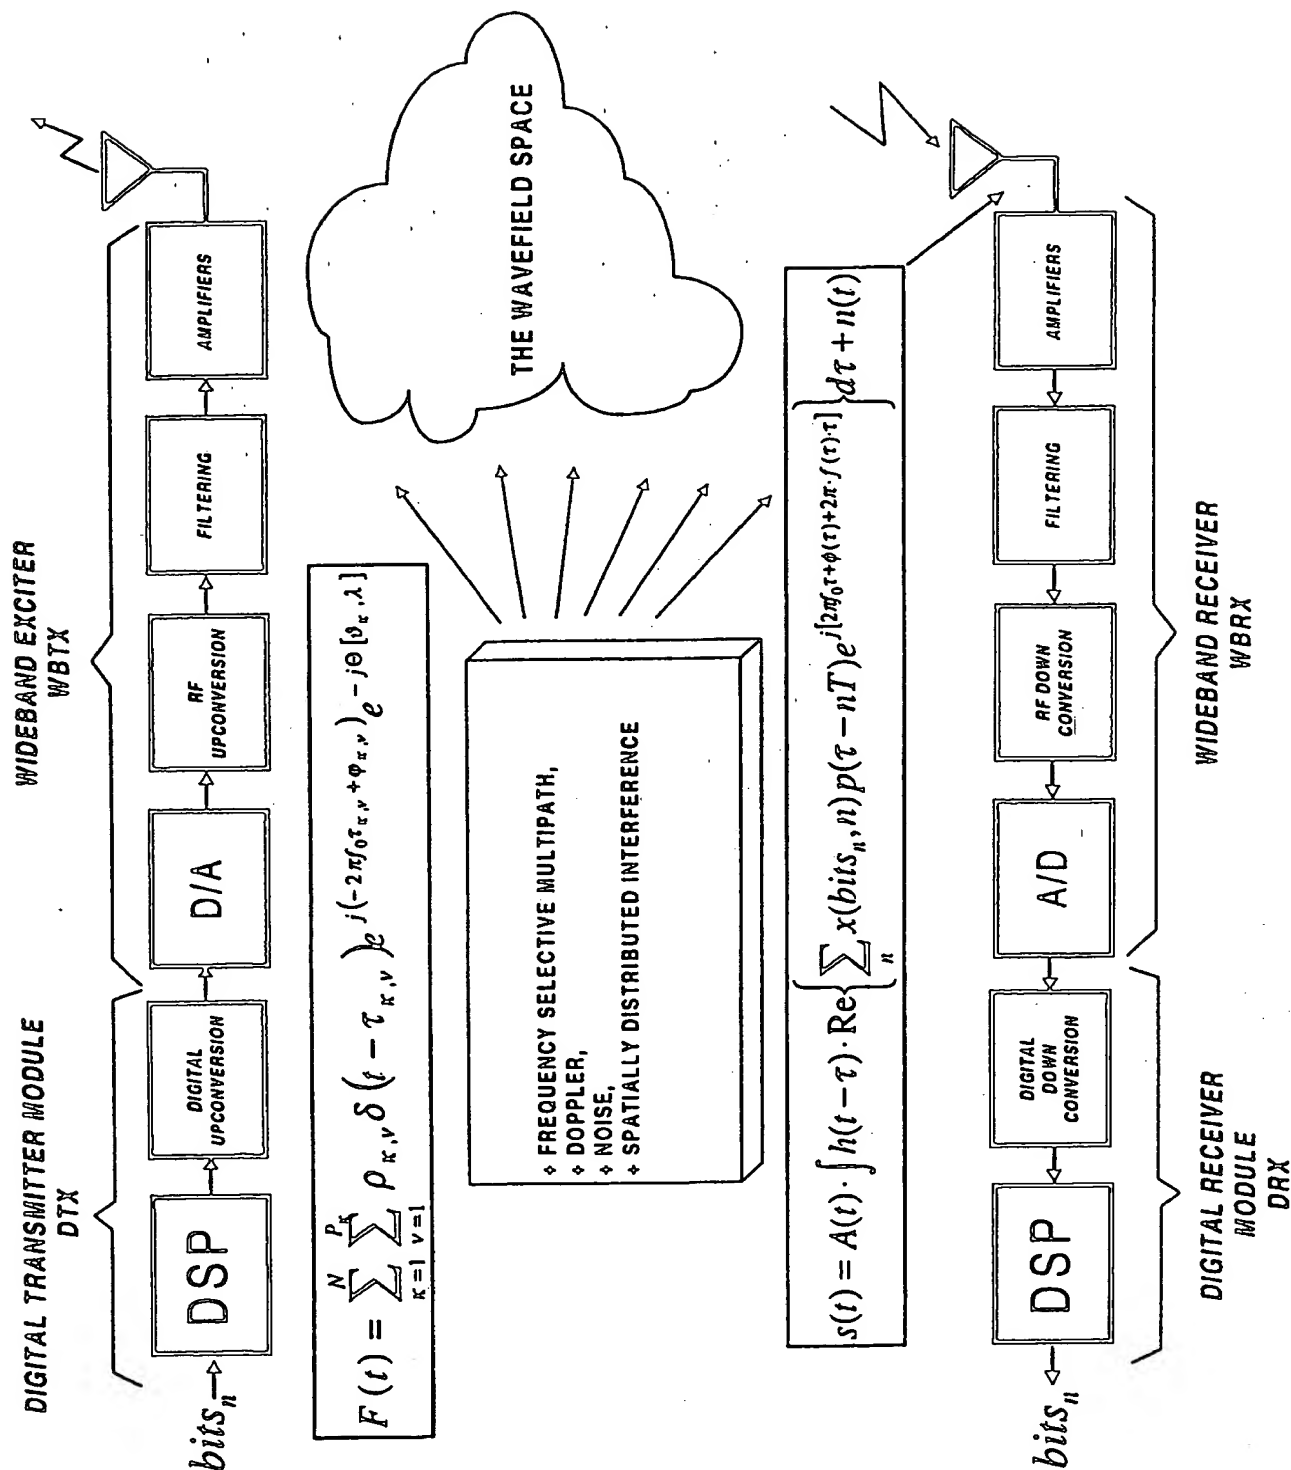 DIGITAL TRANSMITTER MODULE
DTX
WIDEBAND EXCITER
WBTX
bits_n
DSP
DIGITAL
UPCONVERSION
D/A
RF
UPCONVERSION
FILTERING
AMPLIFIERS
F(t) = \sum_{κ=1}^{N} \sum_{ν=1}^{P_κ} ρ_{κ,ν} δ(t − τ_{κ,ν}) e^{j(−2πf_0τ_{κ,ν} + φ_{κ,ν})} e^{−jΘ[ϑ_κ,λ]}
❖ FREQUENCY SELECTIVE MULTIPATH,
❖ DOPPLER,
❖ NOISE,
❖ SPATIALLY DISTRIBUTED INTERFERENCE
THE WAVEFIELD SPACE
s(t) = A(t) · ∫ h(t − τ) · Re{ \sum_n x(bits_n, n) p(τ − nT) e^{j[2πf_0τ + φ(τ) + 2π·f(τ)·τ]} } dτ + n(t)
bits_n
DSP
DIGITAL
DOWN
CONVERSION
A/D
RF DOWN
CONVERSION
FILTERING
AMPLIFIERS
DIGITAL RECEIVER
MODULE
DRX
WIDEBAND RECEIVER
WBRX